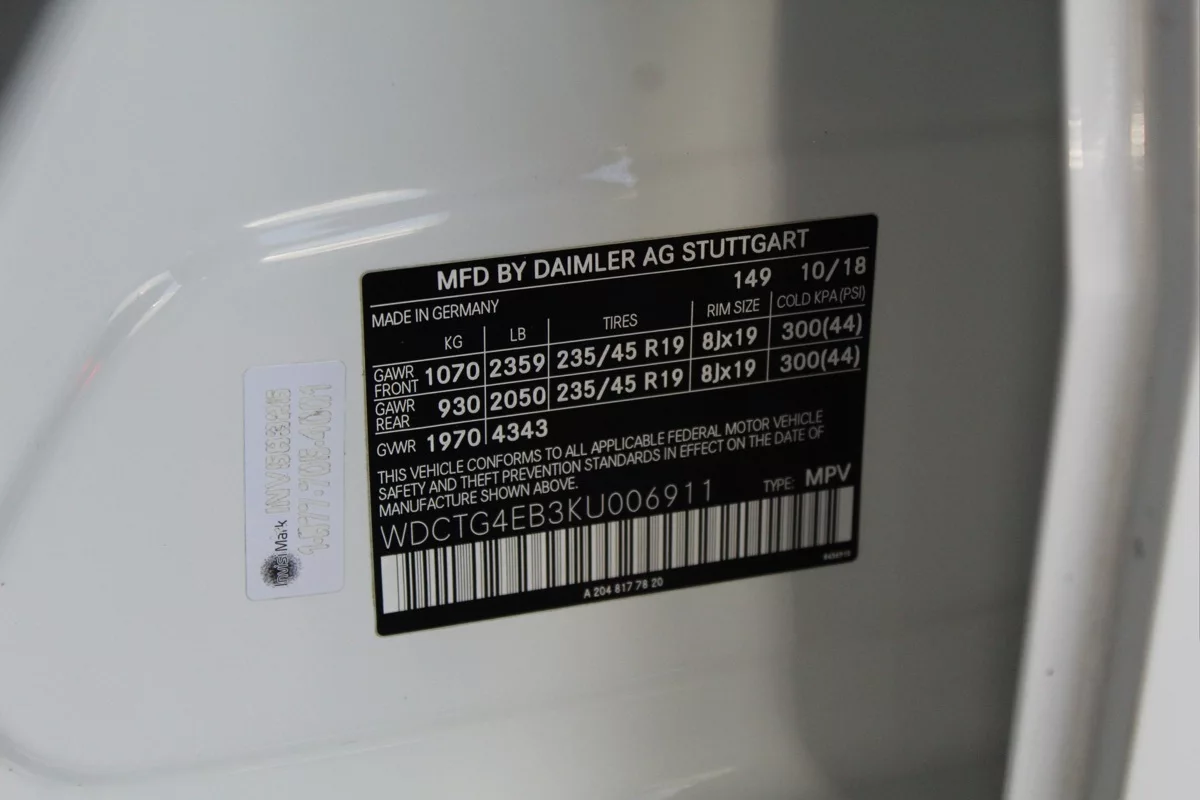 MFD BY DAIMLER AG STUTTGART
149 10/18
MADE IN GERMANY
KG LB TIRES RIM SIZE COLD KPA (PSI)
GAWR FRONT 1070 2359 235/45 R19 8Jx19 300(44)
GAWR REAR 930 2050 235/45 R19 8Jx19 300(44)
GVWR 1970 4343
THIS VEHICLE CONFORMS TO ALL APPLICABLE FEDERAL MOTOR VEHICLE
SAFETY AND THEFT PREVENTION STANDARDS IN EFFECT ON THE DATE OF
MANUFACTURE SHOWN ABOVE.
WDCTG4EB3KU006911 TYPE: MPV
A 204 817 78 20
InVisiMark